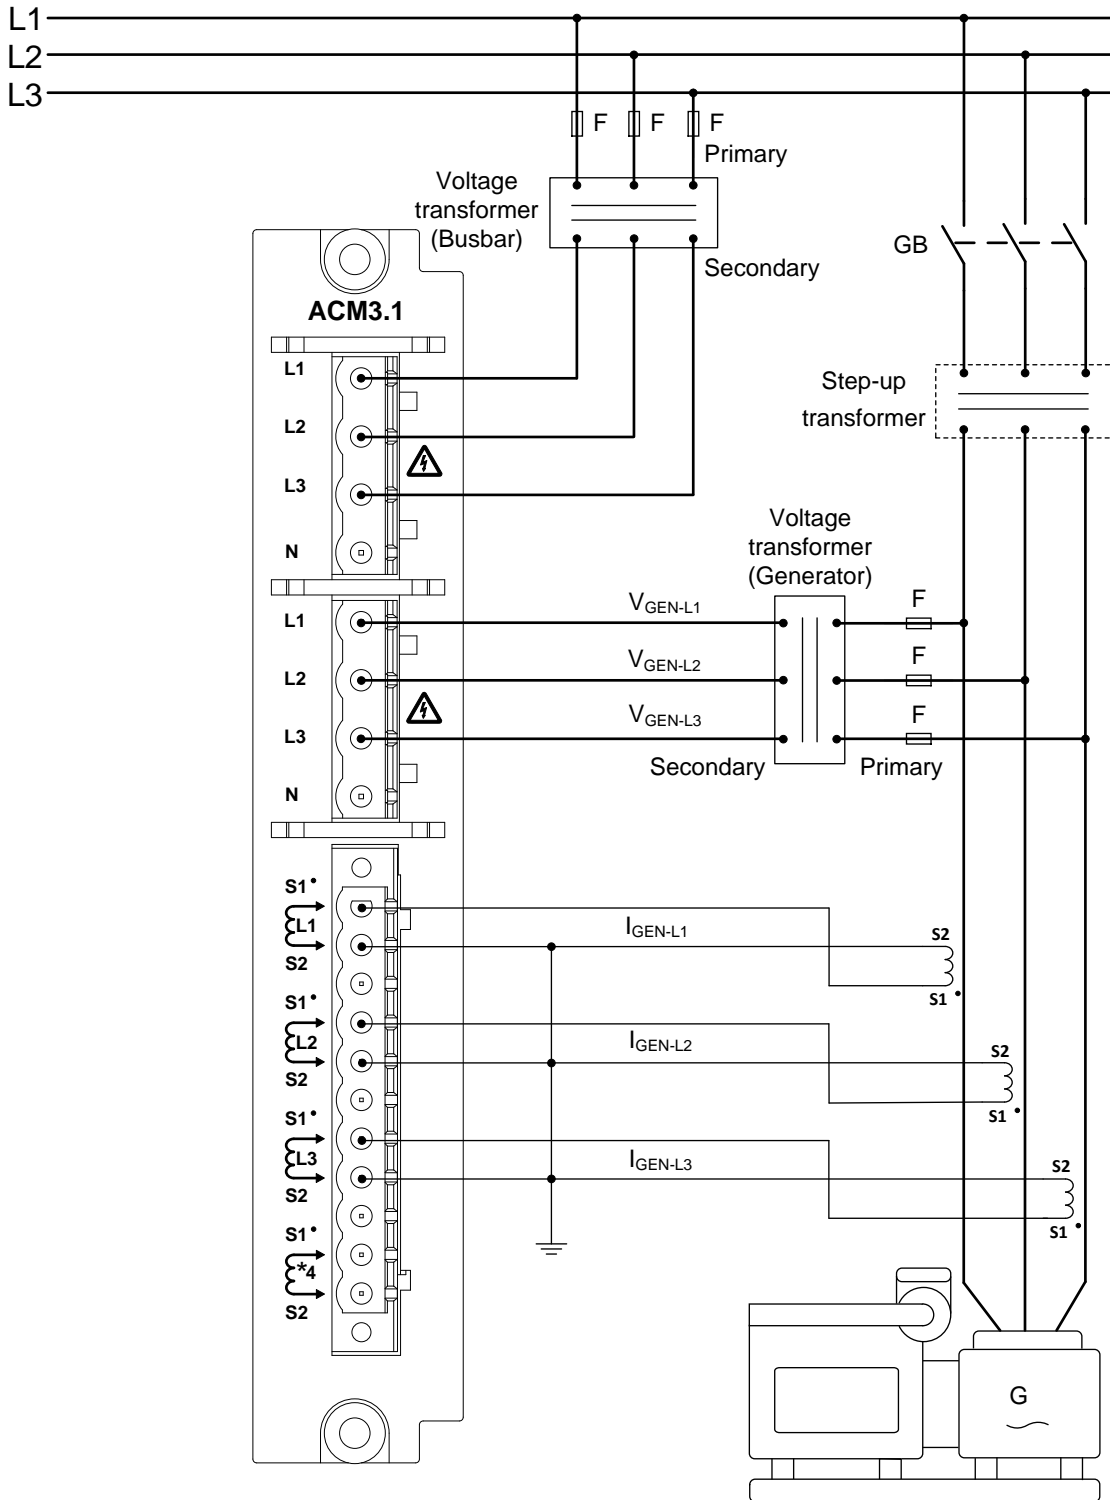 L1
L2
L3
F
F
F
Primary
Voltage
transformer
(Busbar)
Secondary
GB
ACM3.1
L1
L2
L3
N
Step-up
transformer
Voltage
transformer
(Generator)
L1
L2
L3
N
VGEN-L1
VGEN-L2
VGEN-L3
F
F
F
Secondary
Primary
S1•
L1
S2
S1•
L2
S2
S1•
L3
S2
S1•
*4
S2
IGEN-L1
IGEN-L2
IGEN-L3
S2
S1•
S2
S1•
S2
S1•
G